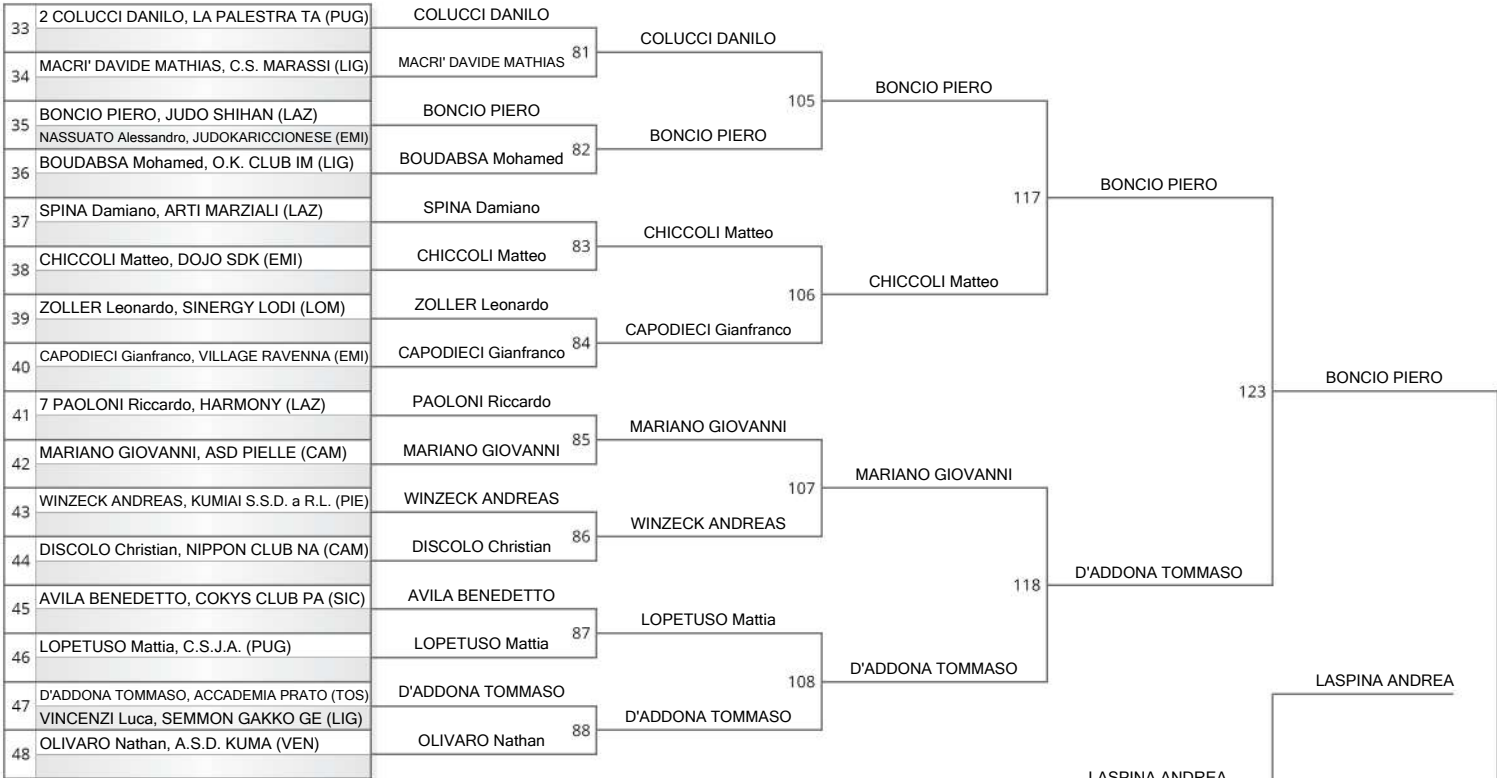 33 2 COLUCCI DANILO, LA PALESTRA TA (PUG)
34 MACRI' DAVIDE MATHIAS, C.S. MARASSI (LIG)
35 BONCIO PIERO, JUDO SHIHAN (LAZ)
NASSUATO Alessandro, JUDOKARICCIONESE (EMI)
36 BOUDABSA Mohamed, O.K. CLUB IM (LIG)
37 SPINA Damiano, ARTI MARZIALI (LAZ)
38 CHICCOLI Matteo, DOJO SDK (EMI)
39 ZOLLER Leonardo, SINERGY LODI (LOM)
40 CAPODIECI Gianfranco, VILLAGE RAVENNA (EMI)
41 7 PAOLONI Riccardo, HARMONY (LAZ)
42 MARIANO GIOVANNI, ASD PIELLE (CAM)
43 WINZECK ANDREAS, KUMIAI S.S.D. a R.L. (PIE)
44 DISCOLO Christian, NIPPON CLUB NA (CAM)
45 AVILA BENEDETTO, COKYS CLUB PA (SIC)
46 LOPETUSO Mattia, C.S.J.A. (PUG)
47 D'ADDONA TOMMASO, ACCADEMIA PRATO (TOS)
VINCENZI Luca, SEMMON GAKKO GE (LIG)
48 OLIVARO Nathan, A.S.D. KUMA (VEN)
COLUCCI DANILO
81
MACRI' DAVIDE MATHIAS
BONCIO PIERO
82
BOUDABSA Mohamed
SPINA Damiano
83
CHICCOLI Matteo
ZOLLER Leonardo
84
CAPODIECI Gianfranco
PAOLONI Riccardo
85
MARIANO GIOVANNI
WINZECK ANDREAS
86
DISCOLO Christian
AVILA BENEDETTO
87
LOPETUSO Mattia
D'ADDONA TOMMASO
88
OLIVARO Nathan
COLUCCI DANILO
105
BONCIO PIERO
CHICCOLI Matteo
106
CAPODIECI Gianfranco
MARIANO GIOVANNI
107
WINZECK ANDREAS
LOPETUSO Mattia
108
D'ADDONA TOMMASO
BONCIO PIERO
117
CHICCOLI Matteo
MARIANO GIOVANNI
118
D'ADDONA TOMMASO
BONCIO PIERO
123
D'ADDONA TOMMASO
BONCIO PIERO
LASPINA ANDREA
LASPINA ANDREA